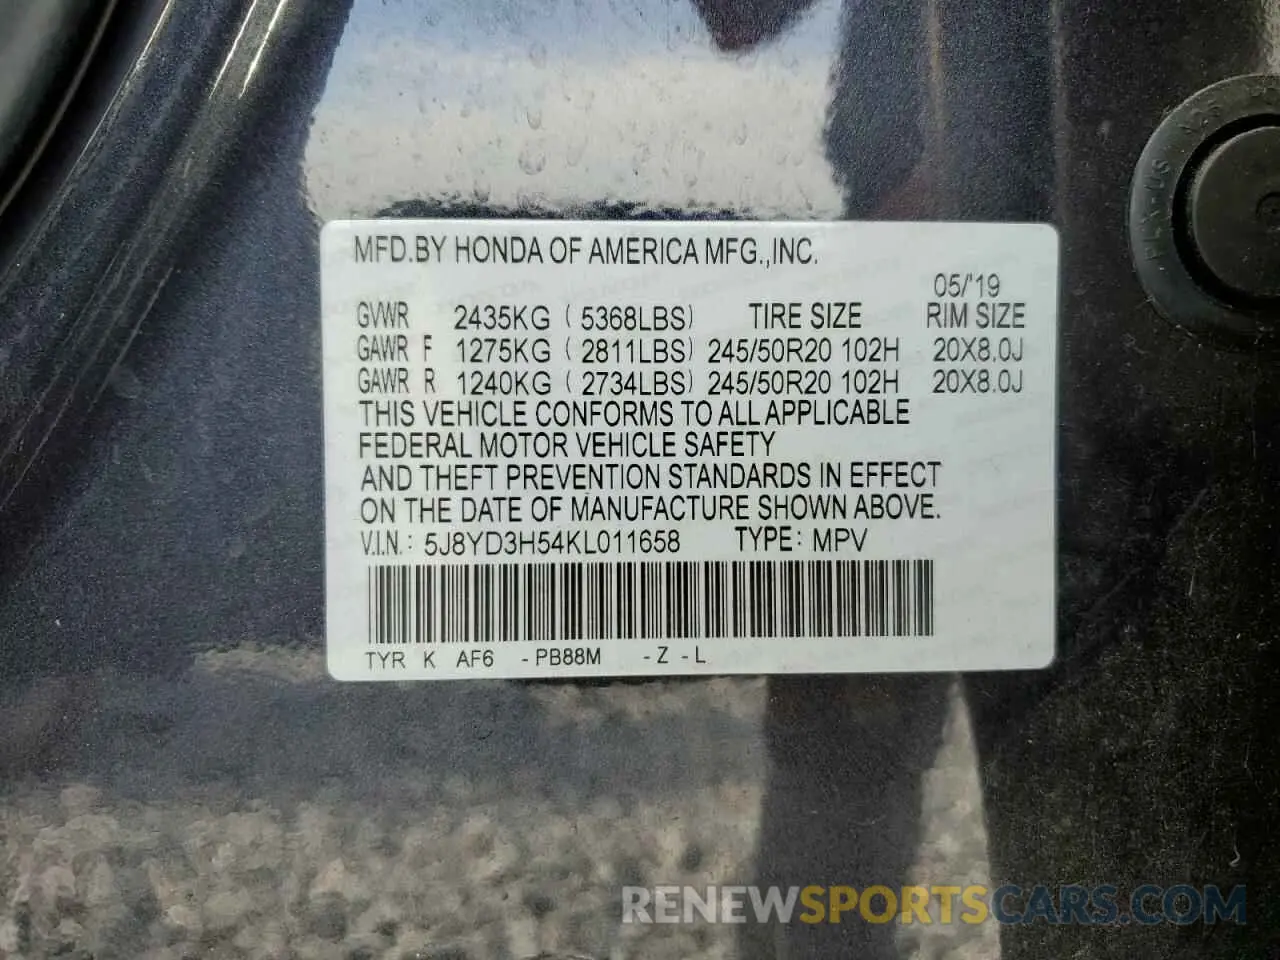 MFD.BY HONDA OF AMERICA MFG.,INC.
05/'19
GVWR 2435KG ( 5368LBS) TIRE SIZE RIM SIZE
GAWR F 1275KG ( 2811LBS) 245/50R20 102H 20X8.0J
GAWR R 1240KG ( 2734LBS) 245/50R20 102H 20X8.0J
THIS VEHICLE CONFORMS TO ALL APPLICABLE
FEDERAL MOTOR VEHICLE SAFETY
AND THEFT PREVENTION STANDARDS IN EFFECT
ON THE DATE OF MANUFACTURE SHOWN ABOVE.
V.I.N.: 5J8YD3H54KL011658 TYPE: MPV
TYR K AF6 -PB88M -Z -L
RENEWSPORTSCARS.COM